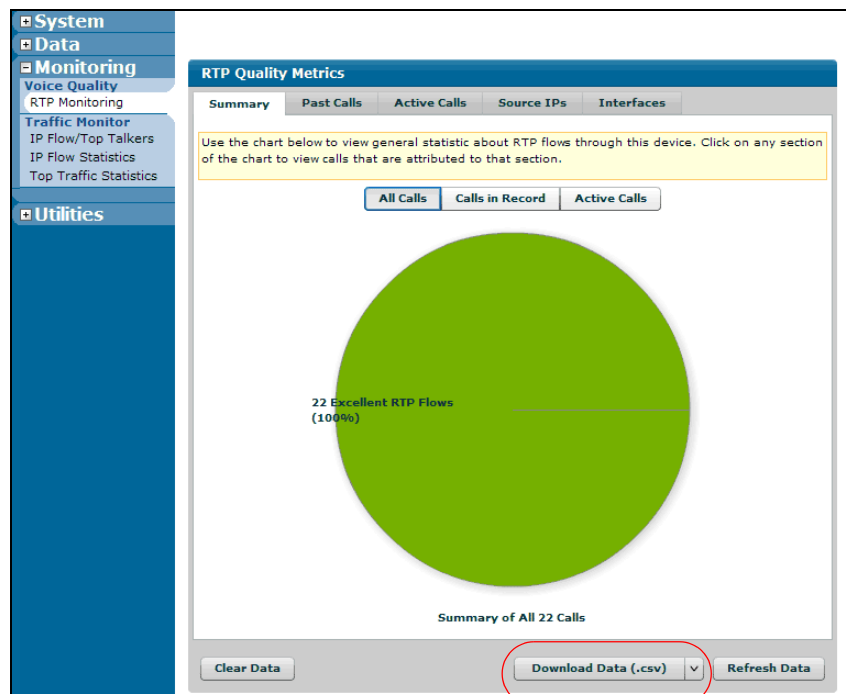 System
Data
Monitoring
Voice Quality
RTP Monitoring
Traffic Monitor
IP Flow/Top Talkers
IP Flow Statistics
Top Traffic Statistics
Utilities
RTP Quality Metrics
Summary
Past Calls
Active Calls
Source IPs
Interfaces
Use the chart below to view general statistic about RTP flows through this device. Click on any section
of the chart to view calls that are attributed to that section.
All Calls
Calls in Record
Active Calls
22 Excellent RTP Flows
(100%)
Summary of All 22 Calls
Clear Data
Download Data (.csv)
Refresh Data